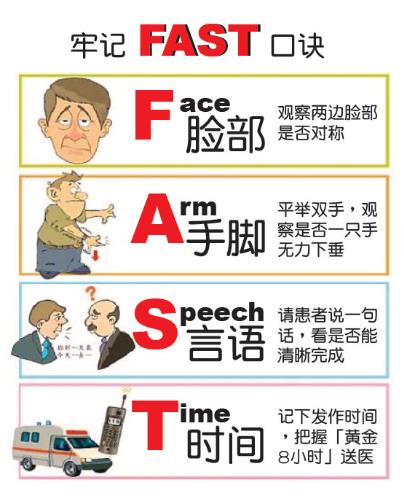 牢记 FAST 口诀
Face
脸部
观察两边脸部
是否对称
Arm
手脚
平举双手，观
察是否一只手
无力下垂
?
Speech
言语
请患者说一句
话，看是否能
清晰完成
Time
时间
记下发作时间
，把握「黄金
8小时」送医